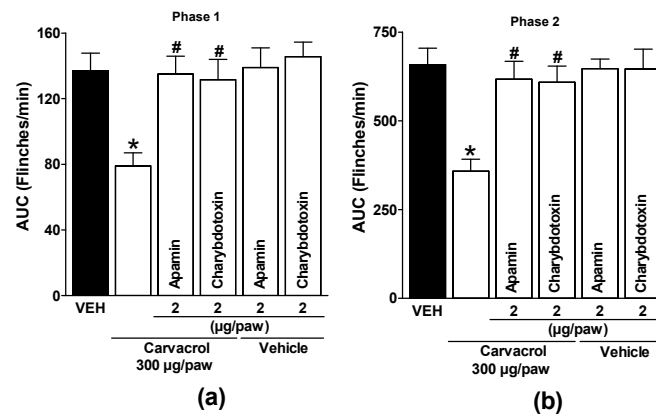 Phase 1
AUC (Flinches/min)
160
120
80
40
0
*
#
#
Apamin
Charybdotoxin
Apamin
Charybdotoxin
VEH
2
2
2
2
(µg/paw)
Carvacrol
300 µg/paw
Vehicle
(a)
Phase 2
AUC (Flinches/min)
750
500
250
0
*
#
#
Apamin
Charybdotoxin
Apamin
Charybdotoxin
VEH
2
2
2
2
(µg/paw)
Carvacrol
300 µg/paw
Vehicle
(b)